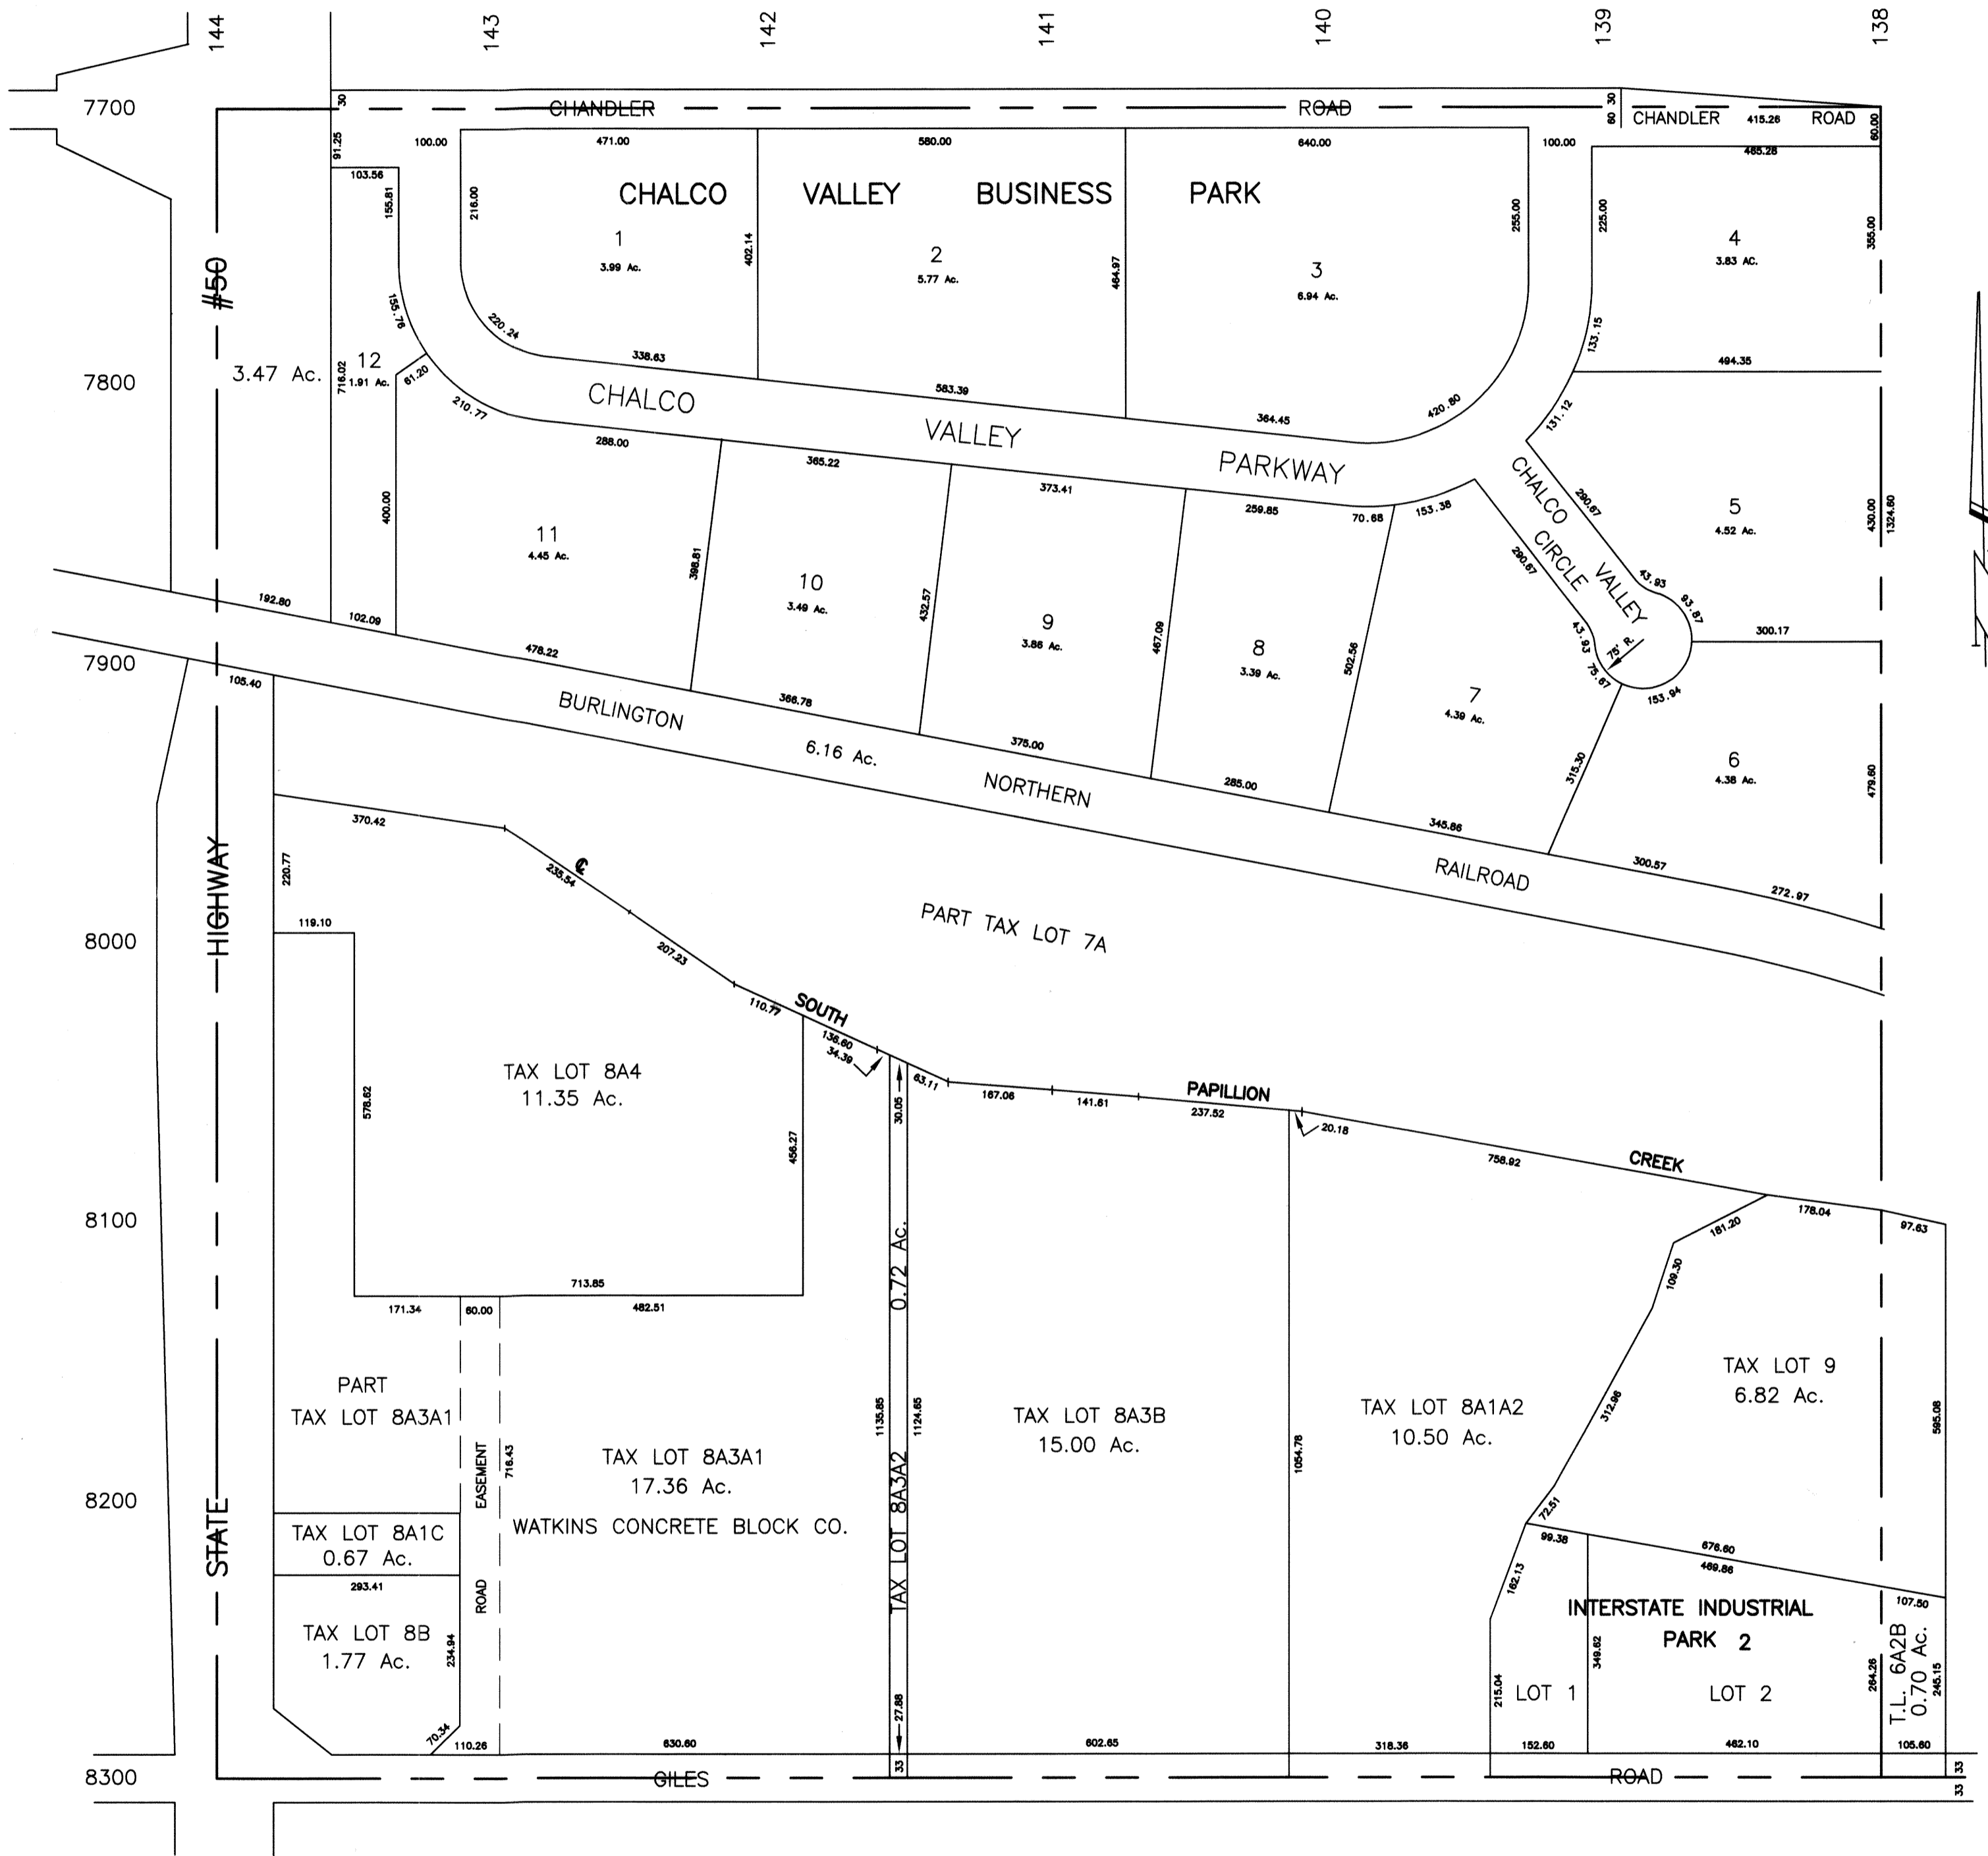 144 143 142 141 140 139 138
7700
7800
7900
8000
8100
8200
8300
30 CHANDLER ROAD 60 30
CHANDLER 415.26 ROAD 60.00
91.25 100.00 471.00 580.00 640.00 100.00 465.26
103.56
155.81 216.00 402.14 464.97 255.00 225.00 355.00
CHALCO VALLEY BUSINESS PARK
1
3.99 Ac.
2
5.77 Ac.
3
6.94 Ac.
4
3.83 AC.
#50
155.76 220.24 338.63 583.39 364.45 420.80 133.15 494.35
3.47 Ac.
716.02
12
1.91 Ac.
61.20
210.77
CHALCO VALLEY PARKWAY
131.12
288.00 365.22 373.41 259.85 70.68 153.38
400.00 398.81 432.57 467.09 502.56
11
4.45 Ac.
10
3.49 Ac.
9
3.86 Ac.
8
3.39 Ac.
7
4.39 Ac.
CHALCO VALLEY
CIRCLE
290.67
290.67
5
4.52 Ac.
430.00
1324.60
43.93
93.87
43.93
75' R.
75.67
153.94
300.17
6
4.38 Ac.
479.60
315.30
192.80 102.09 478.22 366.78 375.00 285.00 345.86 300.57 272.97
105.40
BURLINGTON NORTHERN RAILROAD
6.16 Ac.
PART TAX LOT 7A
HIGHWAY
220.77
370.42
235.54
207.23
110.77
SOUTH
136.60
34.39
63.11
167.06
141.61
PAPILLION
237.52
20.18
758.92
CREEK
178.04
97.63
119.10
578.62
TAX LOT 8A4
11.35 Ac.
456.27
30.05
713.85
171.34 60.00 482.51
181.20
109.30
312.96
72.51
PART
TAX LOT 8A3A1
EASEMENT
ROAD
716.43
TAX LOT 8A3A1
17.36 Ac.
WATKINS CONCRETE BLOCK CO.
1135.85
TAX LOT 8A3A2 0.72 Ac.
1124.65
TAX LOT 8A3B
15.00 Ac.
1054.78
TAX LOT 8A1A2
10.50 Ac.
TAX LOT 9
6.82 Ac.
595.08
STATE
TAX LOT 8A1C
0.67 Ac.
293.41
TAX LOT 8B
1.77 Ac.
234.94
70.34
99.38 676.60
469.86
107.50
162.13
INTERSTATE INDUSTRIAL
PARK 2
215.04
LOT 1
349.62
LOT 2
264.26
T.L. 6A2B
0.70 Ac.
245.15
27.88
110.26 630.60 602.65 318.36 152.60 462.10 105.60
33
GILES ROAD
33
33